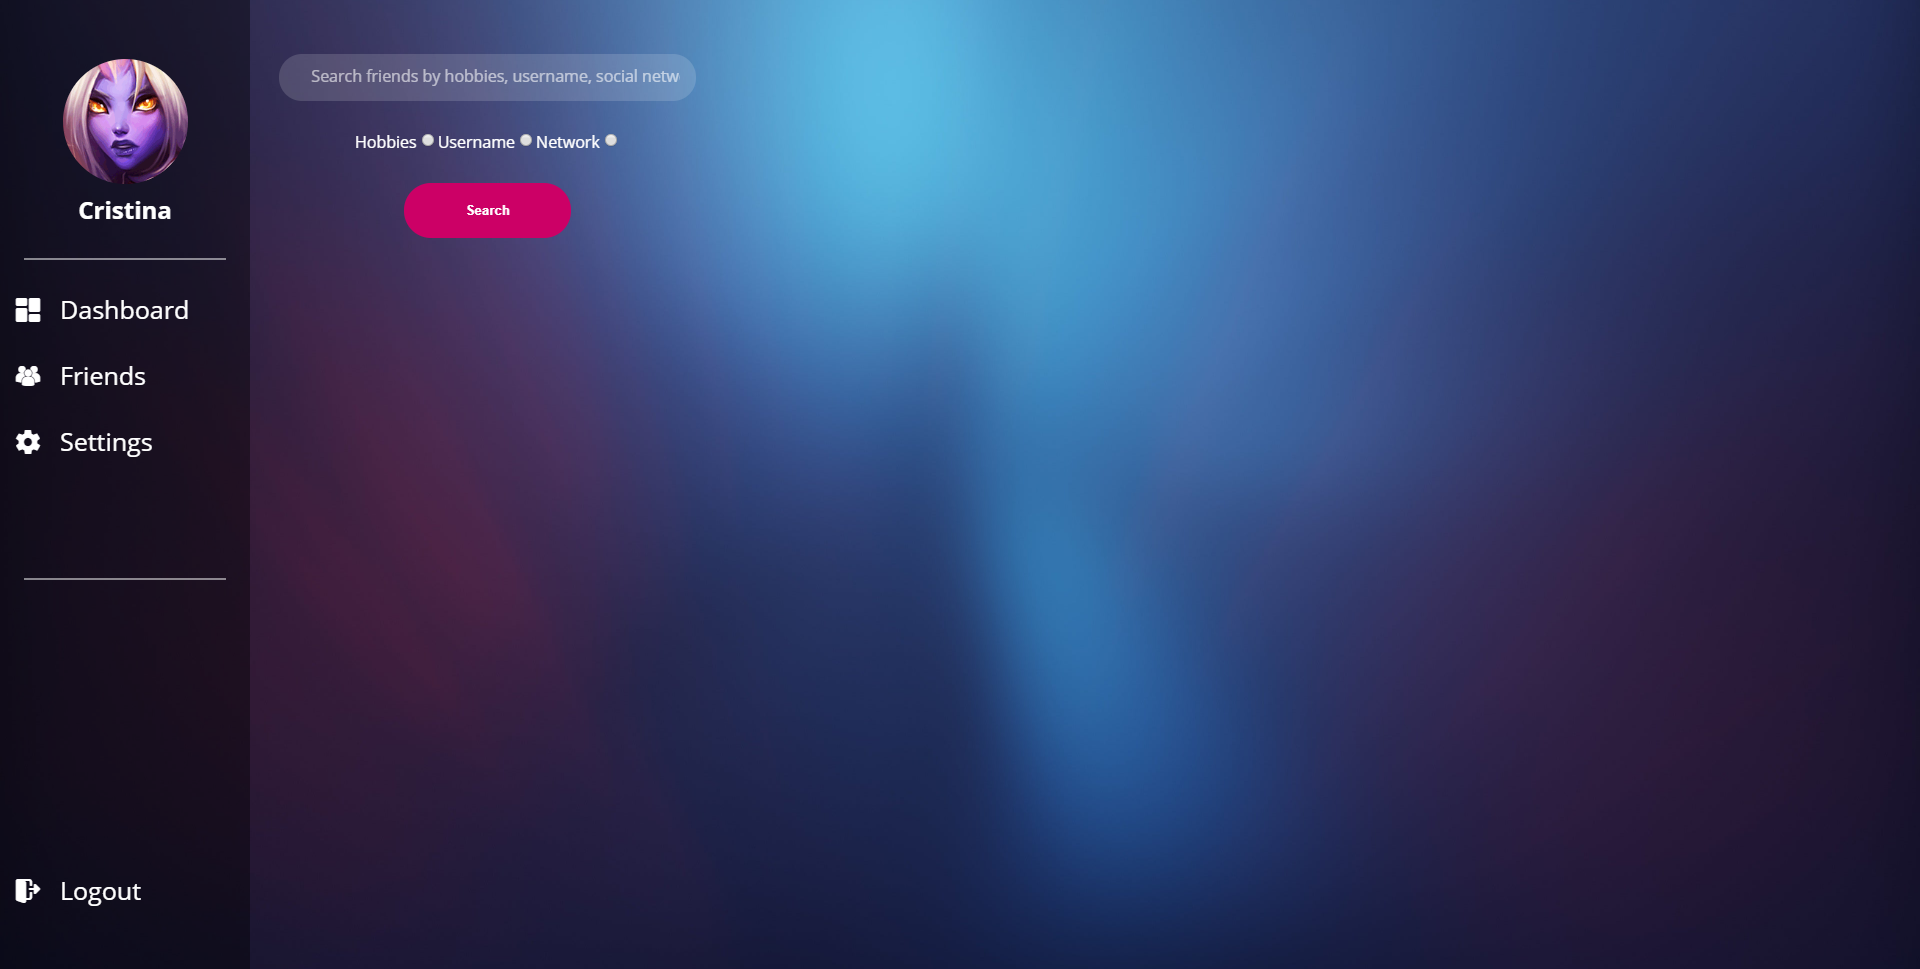 Cristina
Dashboard
Friends
Settings
Logout
Search friends by hobbies, username, social netw
Hobbies Username Network
Search